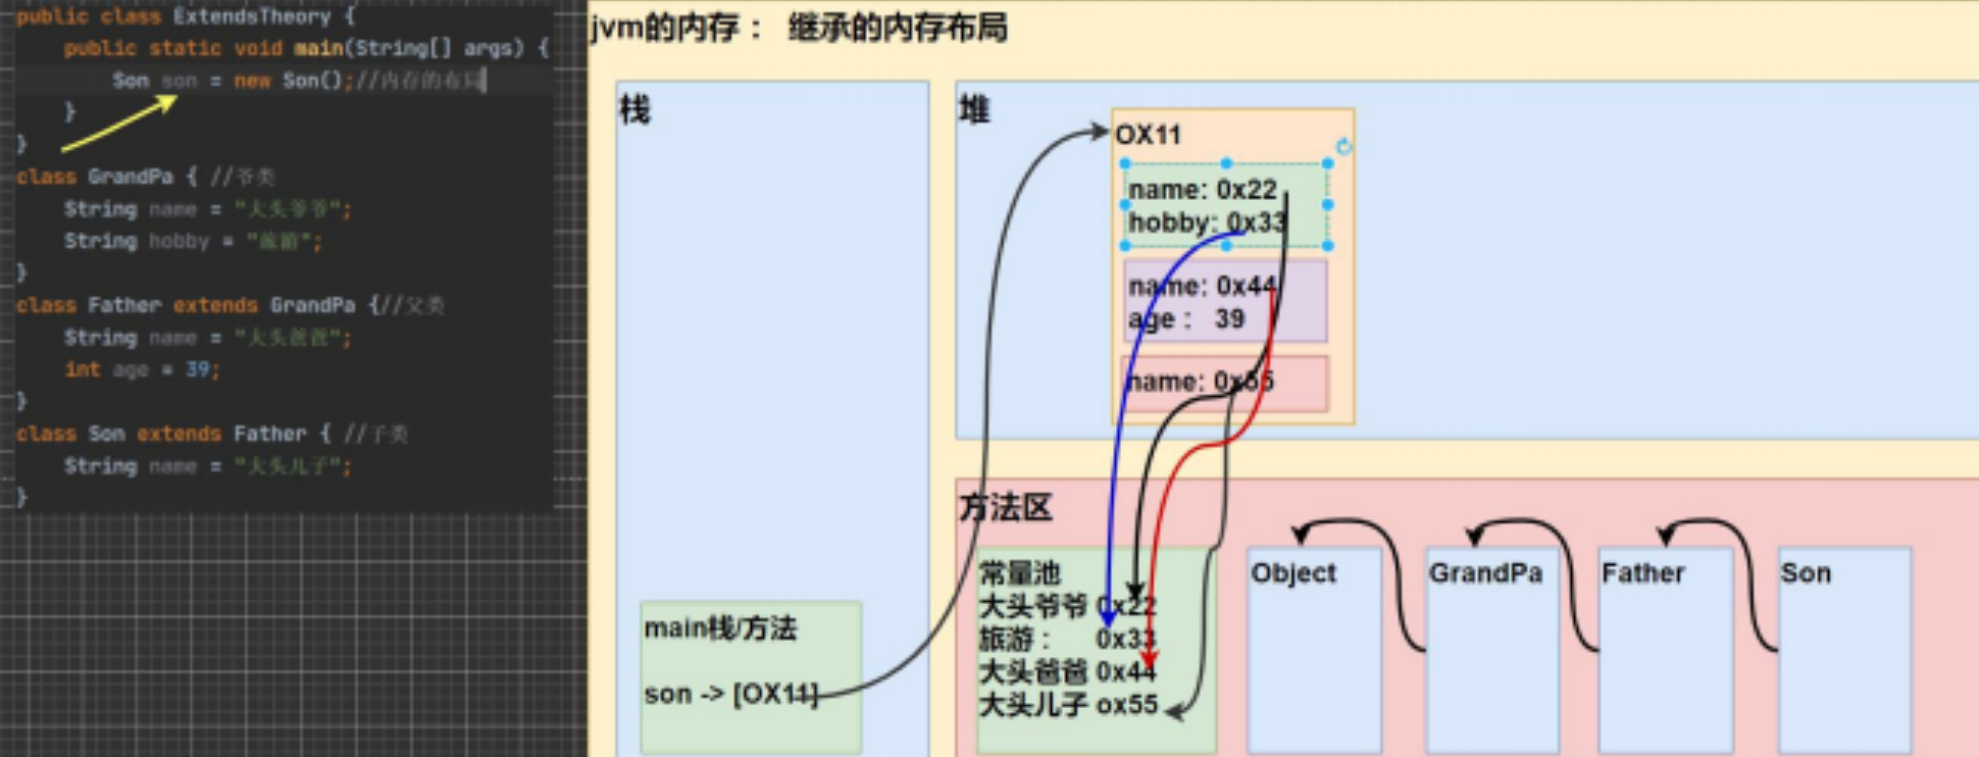 public class ExtendsTheory {
public static void main(String[] args) {
Son son = new Son();//内存的布局
}
}
class GrandPa { //爷类
String name = "大头爷爷";
String hobby = "旅游";
}
class Father extends GrandPa {//父类
String name = "大头爸爸";
int age = 39;
}
class Son extends Father { //子类
String name = "大头儿子";
}
jvm的内存： 继承的内存布局
栈
main栈/方法
son -> [OX11]
堆
OX11
name: 0x22
hobby: 0x33
name: 0x44
age： 39
name: 0x55
方法区
常量池
大头爷爷 0x22
旅游： 0x33
大头爸爸 0x44
大头儿子 ox55
Object
GrandPa
Father
Son